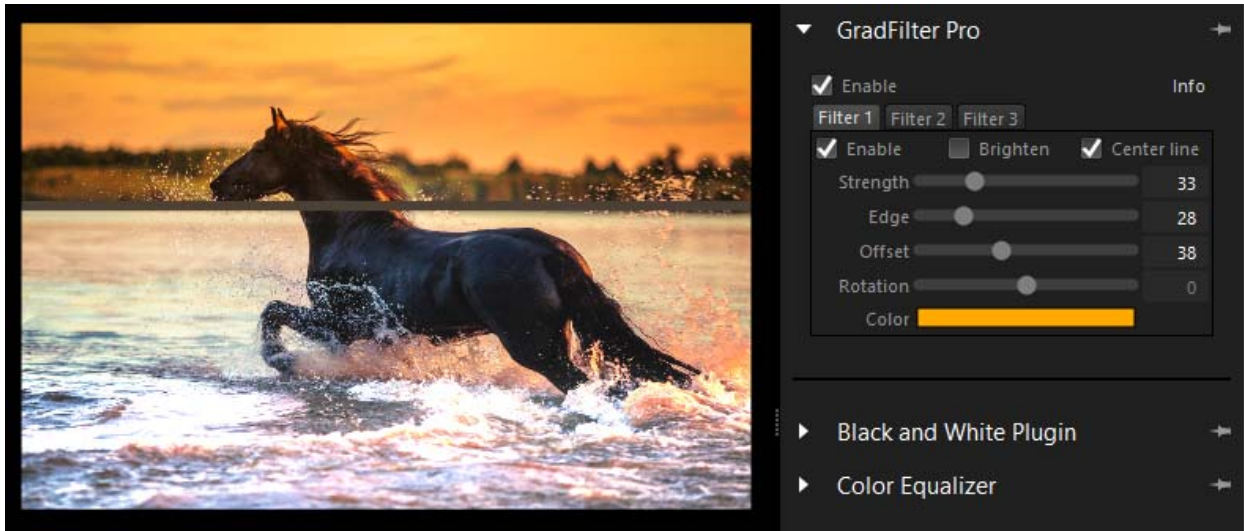 GradFilter Pro
Enable Info
Filter 1 Filter 2 Filter 3
Enable Brighten Center line
Strength 33
Edge 28
Offset 38
Rotation 0
Color
Black and White Plugin
Color Equalizer